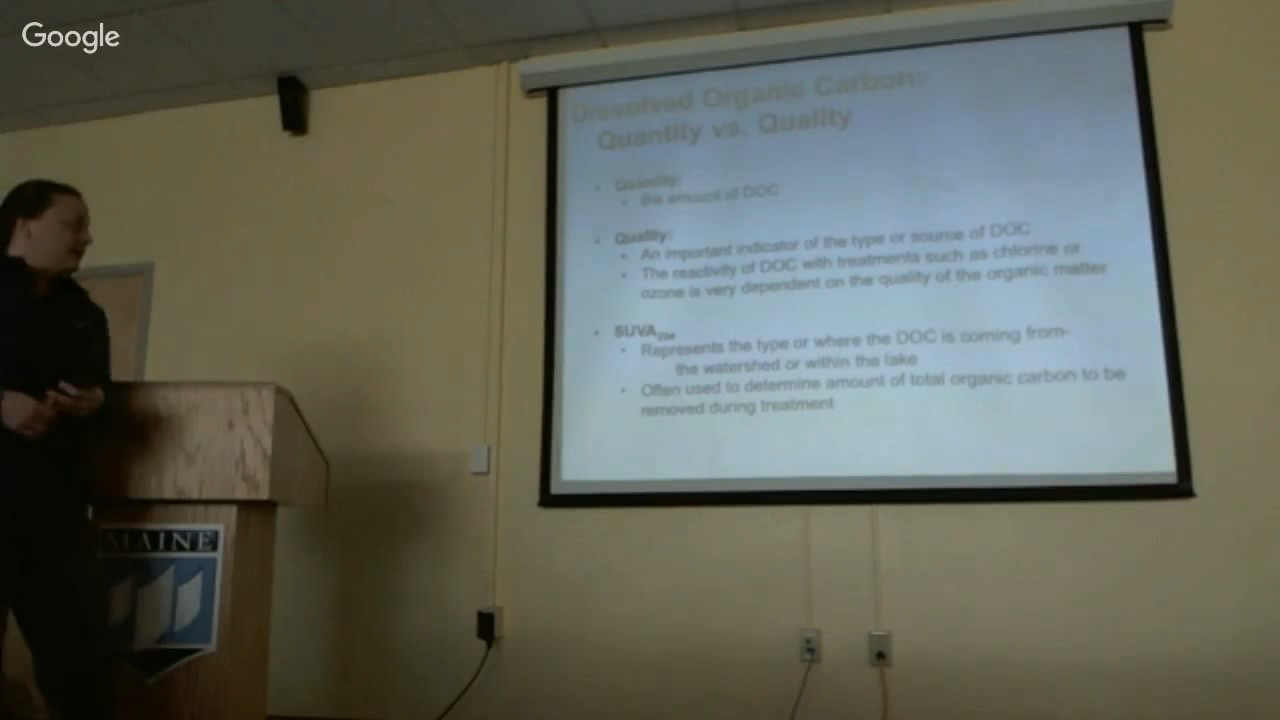 Google
Dissolved Organic Carbon:
Quantity vs. Quality
• Quantity:
• the amount of DOC
• Quality:
• An important indicator of the type or source of DOC
• The reactivity of DOC with treatments such as chlorine or
ozone is very dependent on the quality of the organic matter
• SUVA254
• Represents the type or where the DOC is coming from-
the watershed or within the lake
• Often used to determine amount of total organic carbon to be
removed during treatment
MAINE